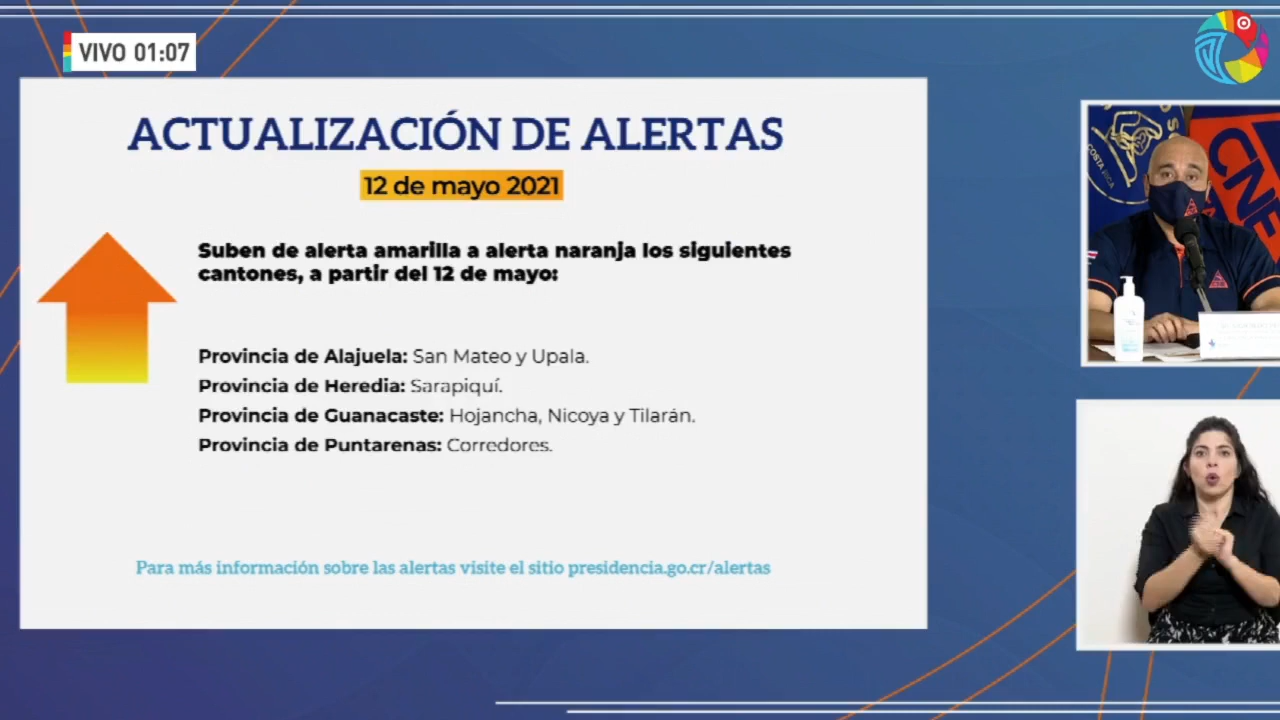 VIVO 01:07
ACTUALIZACIÓN DE ALERTAS
12 de mayo 2021
Suben de alerta amarilla a alerta naranja los siguientes
cantones, a partir del 12 de mayo:
Provincia de Alajuela: San Mateo y Upala.
Provincia de Heredia: Sarapiquí.
Provincia de Guanacaste: Hojancha, Nicoya y Tilarán.
Provincia de Puntarenas: Corredores.
Para más información sobre las alertas visite el sitio presidencia.go.cr/alertas
COSTA RICA
CNE